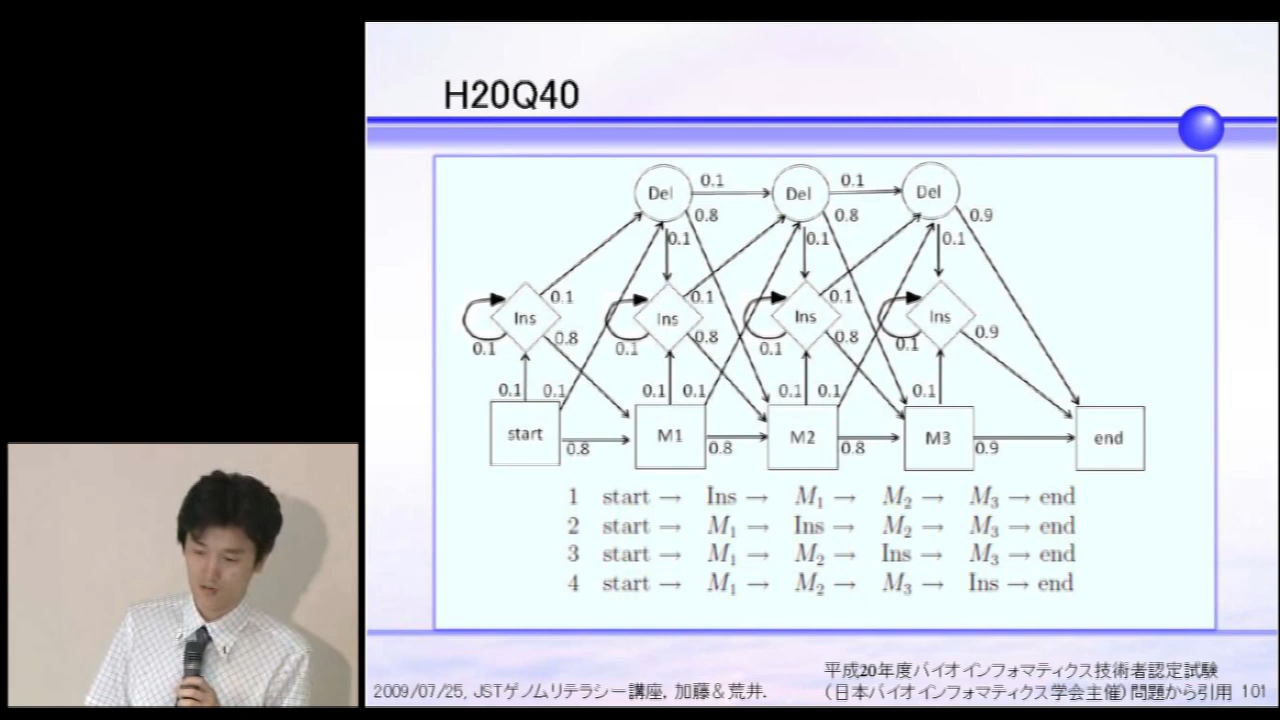 H20Q40
0.1 0.1
Del Del Del
0.8 0.8 0.9
0.1 0.1 0.1
0.1 0.1 0.1
Ins Ins Ins Ins
0.8 0.8 0.8 0.9
0.1 0.1 0.1 0.1
0.1 0.1 0.1 0.1 0.1 0.1 0.1
start M1 M2 M3 end
0.8 0.8 0.8 0.9
1 start → Ins → M₁ → M₂ → M₃ → end
2 start → M₁ → Ins → M₂ → M₃ → end
3 start → M₁ → M₂ → Ins → M₃ → end
4 start → M₁ → M₂ → M₃ → Ins → end
平成20年度バイオインフォマティクス技術者認定試験
2009/07/25, JSTゲノムリテラシー講座, 加藤&荒井. (日本バイオインフォマティクス学会主催)問題から引用 101